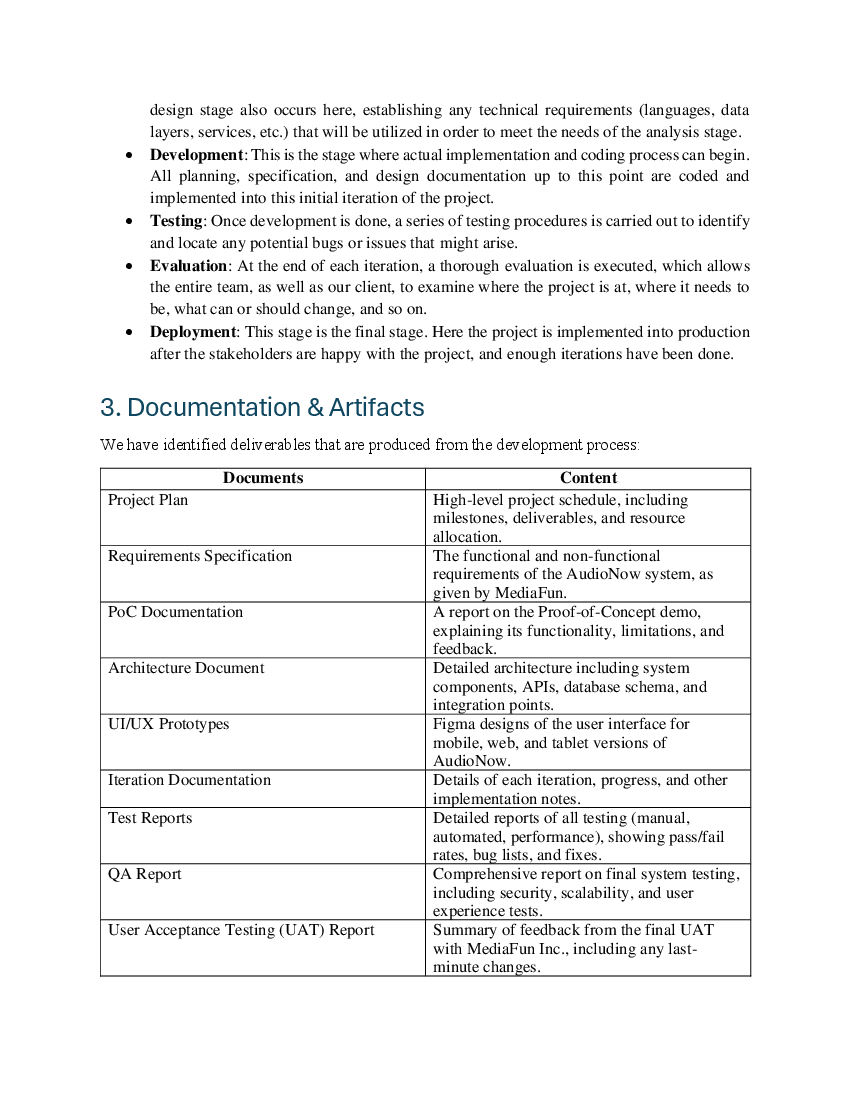 design stage also occurs here, establishing any technical requirements (languages, data
layers, services, etc.) that will be utilized in order to meet the needs of the analysis stage.
• Development: This is the stage where actual implementation and coding process can begin.
All planning, specification, and design documentation up to this point are coded and
implemented into this initial iteration of the project.
• Testing: Once development is done, a series of testing procedures is carried out to identify
and locate any potential bugs or issues that might arise.
• Evaluation: At the end of each iteration, a thorough evaluation is executed, which allows
the entire team, as well as our client, to examine where the project is at, where it needs to
be, what can or should change, and so on.
• Deployment: This stage is the final stage. Here the project is implemented into production
after the stakeholders are happy with the project, and enough iterations have been done.
3. Documentation & Artifacts
We have identified deliverables that are produced from the development process:
Documents Content
Project Plan High-level project schedule, including
milestones, deliverables, and resource
allocation.
Requirements Specification The functional and non-functional
requirements of the AudioNow system, as
given by MediaFun.
PoC Documentation A report on the Proof-of-Concept demo,
explaining its functionality, limitations, and
feedback.
Architecture Document Detailed architecture including system
components, APIs, database schema, and
integration points.
UI/UX Prototypes Figma designs of the user interface for
mobile, web, and tablet versions of
AudioNow.
Iteration Documentation Details of each iteration, progress, and other
implementation notes.
Test Reports Detailed reports of all testing (manual,
automated, performance), showing pass/fail
rates, bug lists, and fixes.
QA Report Comprehensive report on final system testing,
including security, scalability, and user
experience tests.
User Acceptance Testing (UAT) Report Summary of feedback from the final UAT
with MediaFun Inc., including any last-
minute changes.